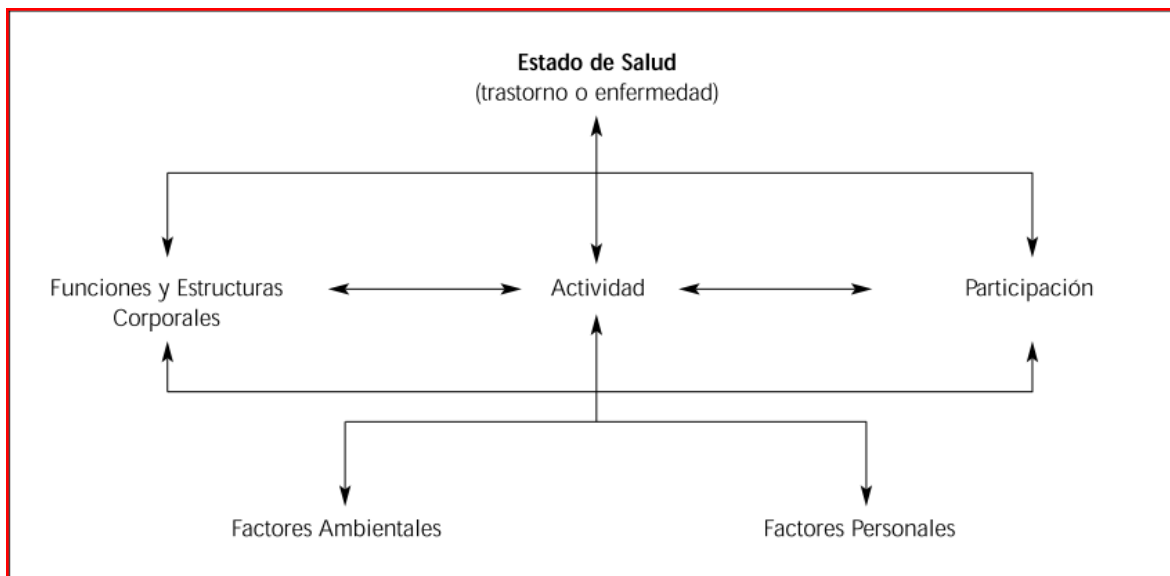 Estado de Salud
(trastorno o enfermedad)
Funciones y Estructuras
Corporales
Actividad
Participación
Factores Ambientales
Factores Personales